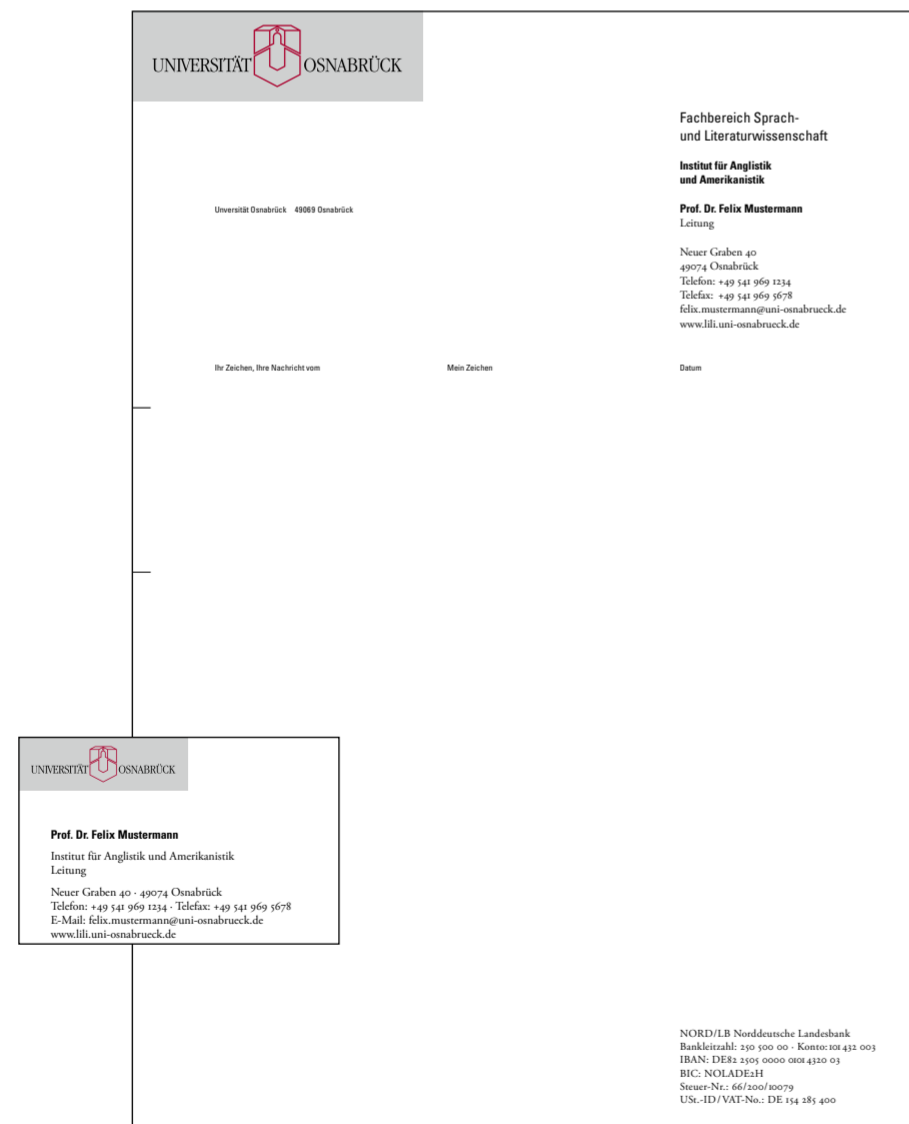 UNIVERSITÄT OSNABRÜCK
Fachbereich Sprach-
und Literaturwissenschaft
Institut für Anglistik
und Amerikanistik
Unversität Osnabrück 49069 Osnabrück
Prof. Dr. Felix Mustermann
Leitung
Neuer Graben 40
49074 Osnabrück
Telefon: +49 541 969 1234
Telefax: +49 541 969 5678
felix.mustermann@uni-osnabrueck.de
www.lili.uni-osnabrueck.de
Ihr Zeichen, Ihre Nachricht vom Mein Zeichen Datum
UNIVERSITÄT OSNABRÜCK
Prof. Dr. Felix Mustermann
Institut für Anglistik und Amerikanistik
Leitung
Neuer Graben 40 · 49074 Osnabrück
Telefon: +49 541 969 1234 · Telefax: +49 541 969 5678
E-Mail: felix.mustermann@uni-osnabrueck.de
www.lili.uni-osnabrueck.de
NORD/LB Norddeutsche Landesbank
Bankleitzahl: 250 500 00 · Konto: 101 432 003
IBAN: DE82 2505 0000 0101 4320 03
BIC: NOLADE2H
Steuer-Nr.: 66/200/10079
USt.-ID/VAT-No.: DE 154 285 400